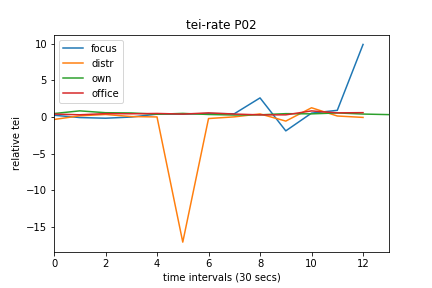 tei-rate P02
focus
distr
own
office
relative tei
10
5
0
−5
−10
−15
0 2 4 6 8 10 12
time intervals (30 secs)